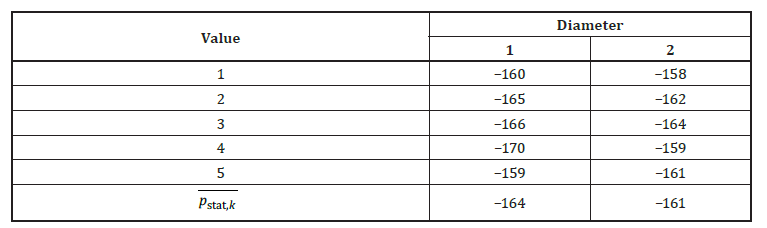 Value Diameter
1 2
1 –160 –158
2 –165 –162
3 –166 –164
4 –170 –159
5 –159 –161
p̅stat,k –164 –161